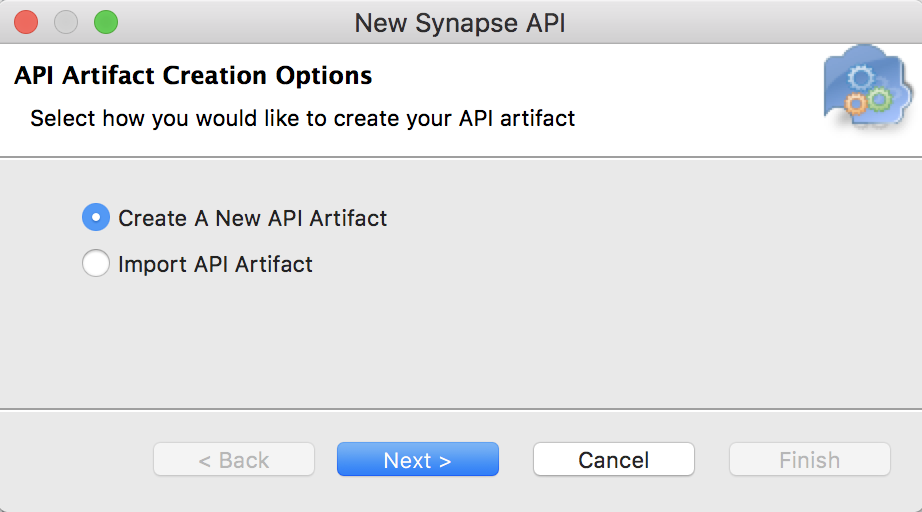 New Synapse API
API Artifact Creation Options
Select how you would like to create your API artifact
Create A New API Artifact
Import API Artifact
< Back Next > Cancel Finish